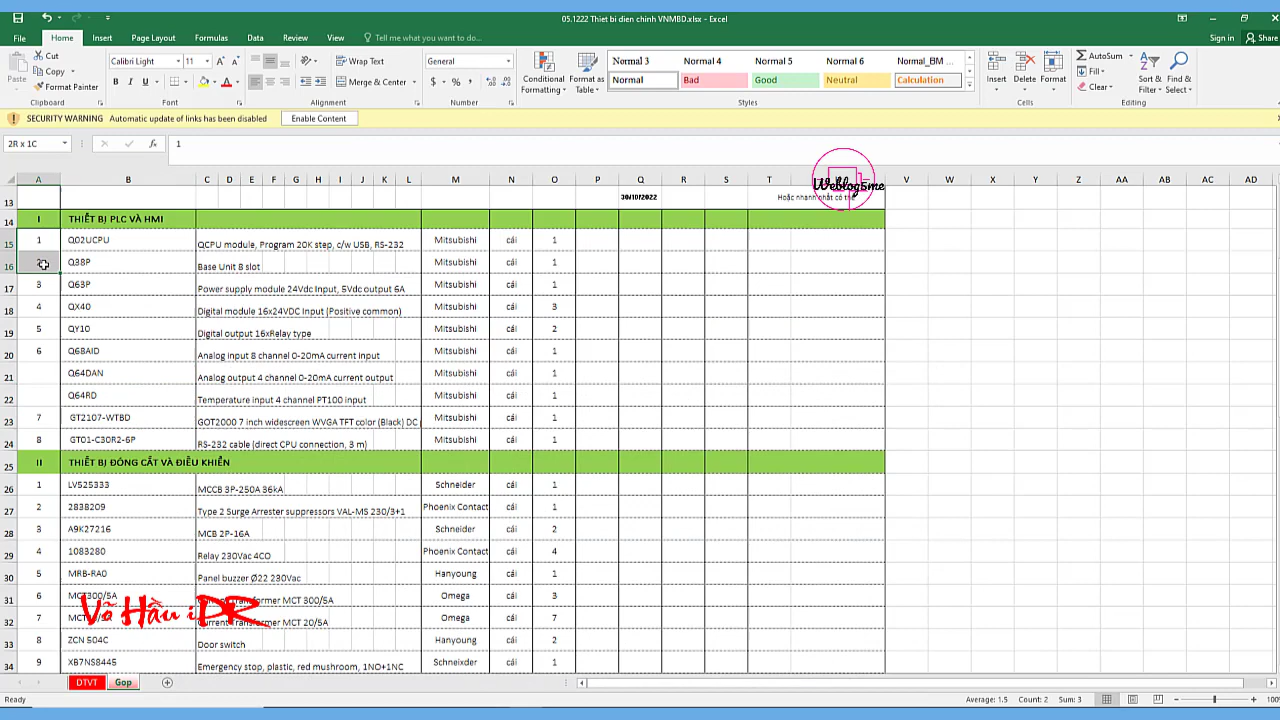 05.1222 Thiet bi dien chinh VNMBD.xlsx - Excel
File Home Insert Page Layout Formulas Data Review View Tell me what you want to do... Sign in Share
Cut
Copy
Format Painter
Paste
Clipboard
Calibri Light 11
B I U
Font
Wrap Text
Merge & Center
Alignment
General
$ % ,
Number
Conditional Formatting
Format as Table
Normal 3 Normal 4 Normal 5 Normal 6 Normal_BM ...
Normal Bad Good Neutral Calculation
Styles
Insert Delete Format
Cells
AutoSum
Fill
Clear
Sort & Filter
Find & Select
Editing
SECURITY WARNING Automatic update of links has been disabled Enable Content
2R x 1C fx 1
Weblog5me
A B C D E F G H I J K L M N O P Q R S T V W X Y Z AA AB AC AD
13 30/10/2022 Hoặc nhanh nhất có thể
14 I THIẾT BỊ PLC VÀ HMI
15 1 Q02UCPU QCPU module, Program 20K step, c/w USB, RS-232 Mitsubishi cái 1
16 Q38P Base Unit 8 slot Mitsubishi cái 1
17 3 Q63P Power supply module 24Vdc Input, 5Vdc output 6A Mitsubishi cái 1
18 4 QX40 Digital module 16x24VDC Input (Positive common) Mitsubishi cái 3
19 5 QY10 Digital output 16xRelay type Mitsubishi cái 2
20 6 Q68AID Analog input 8 channel 0-20mA current input Mitsubishi cái 1
21 Q64DAN Analog output 4 channel 0-20mA current output Mitsubishi cái 1
22 Q64RD Temperature input 4 channel PT100 input Mitsubishi cái 1
23 7 GT2107-WTBD GOT2000 7 inch widescreen WVGA TFT color (Black) DC Mitsubishi cái 1
24 8 GT01-C30R2-6P RS-232 cable (direct CPU connection, 3 m) Mitsubishi cái 1
25 II THIẾT BỊ ĐÓNG CẮT VÀ ĐIỀU KHIỂN
26 1 LV525333 MCCB 3P-250A 36kA Schneider cái 1
27 2 2838209 Type 2 Surge Arrester suppressors VAL-MS 230/3+1 Phoenix Contact cái 1
28 3 A9K27216 MCB 2P-16A Schneider cái 2
29 4 1083280 Relay 230Vac 4CO Phoenix Contact cái 4
30 5 MRB-RA0 Panel buzzer Ø22 230Vac Hanyoung cái 1
31 6 MCT300/5A Current Transformer MCT 300/5A Omega cái 3
32 7 Current Transformer MCT 20/5A Omega cái 7
33 8 ZCN 504C Door switch Hanyoung cái 2
34 9 XB7NS8445 Emergency stop, plastic, red mushroom, 1NO+1NC Schneixder cái 1
Võ Hầu iDR
DTVT Gop
Ready Average: 1.5 Count: 2 Sum: 3 100%